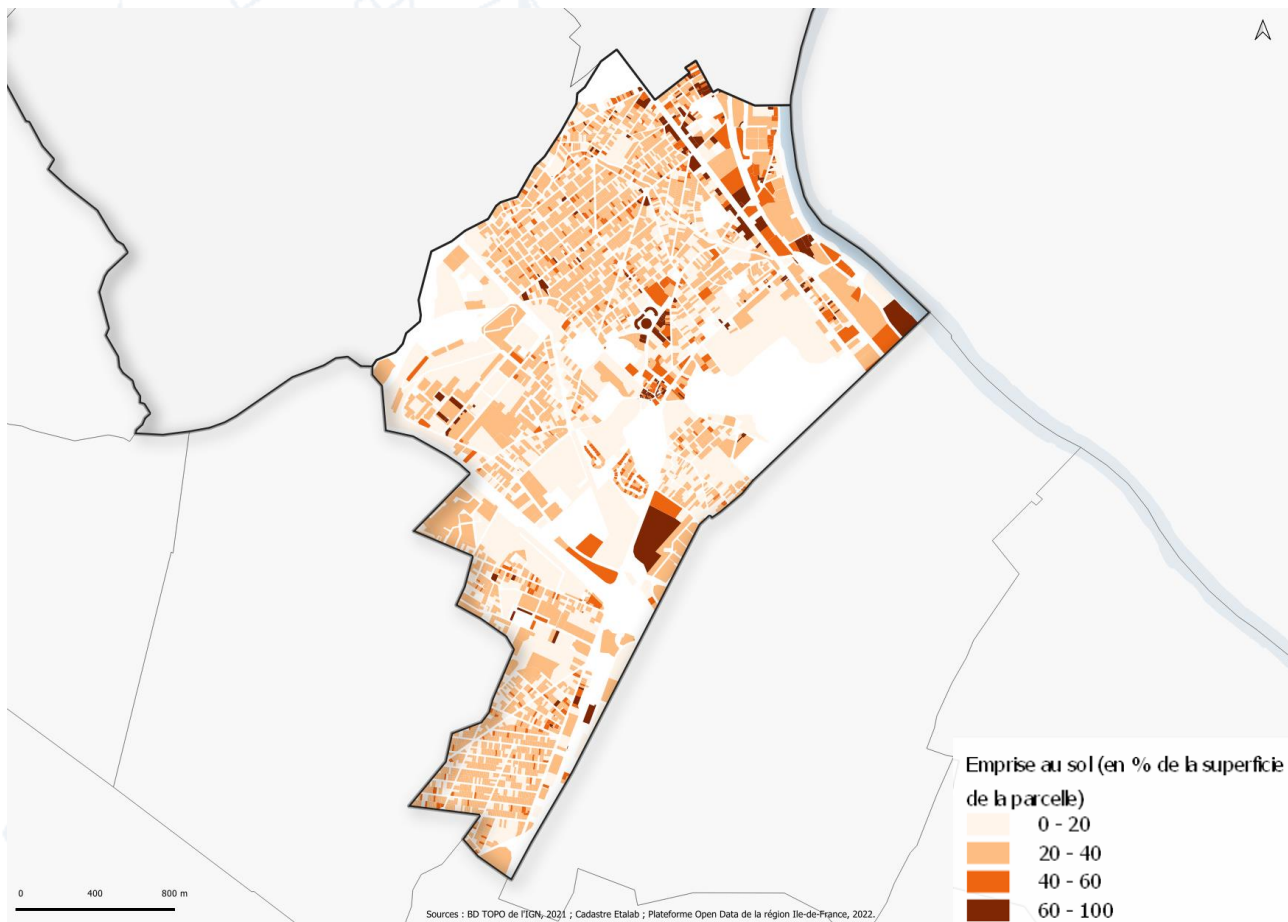 Emprise au sol (en % de la superficie
de la parcelle)
0 - 20
20 - 40
40 - 60
60 - 100
0 400 800 m
Sources : BD TOPO de l'IGN, 2021 ; Cadastre Etalab ; Plateforme Open Data de la région Ile-de-France, 2022.